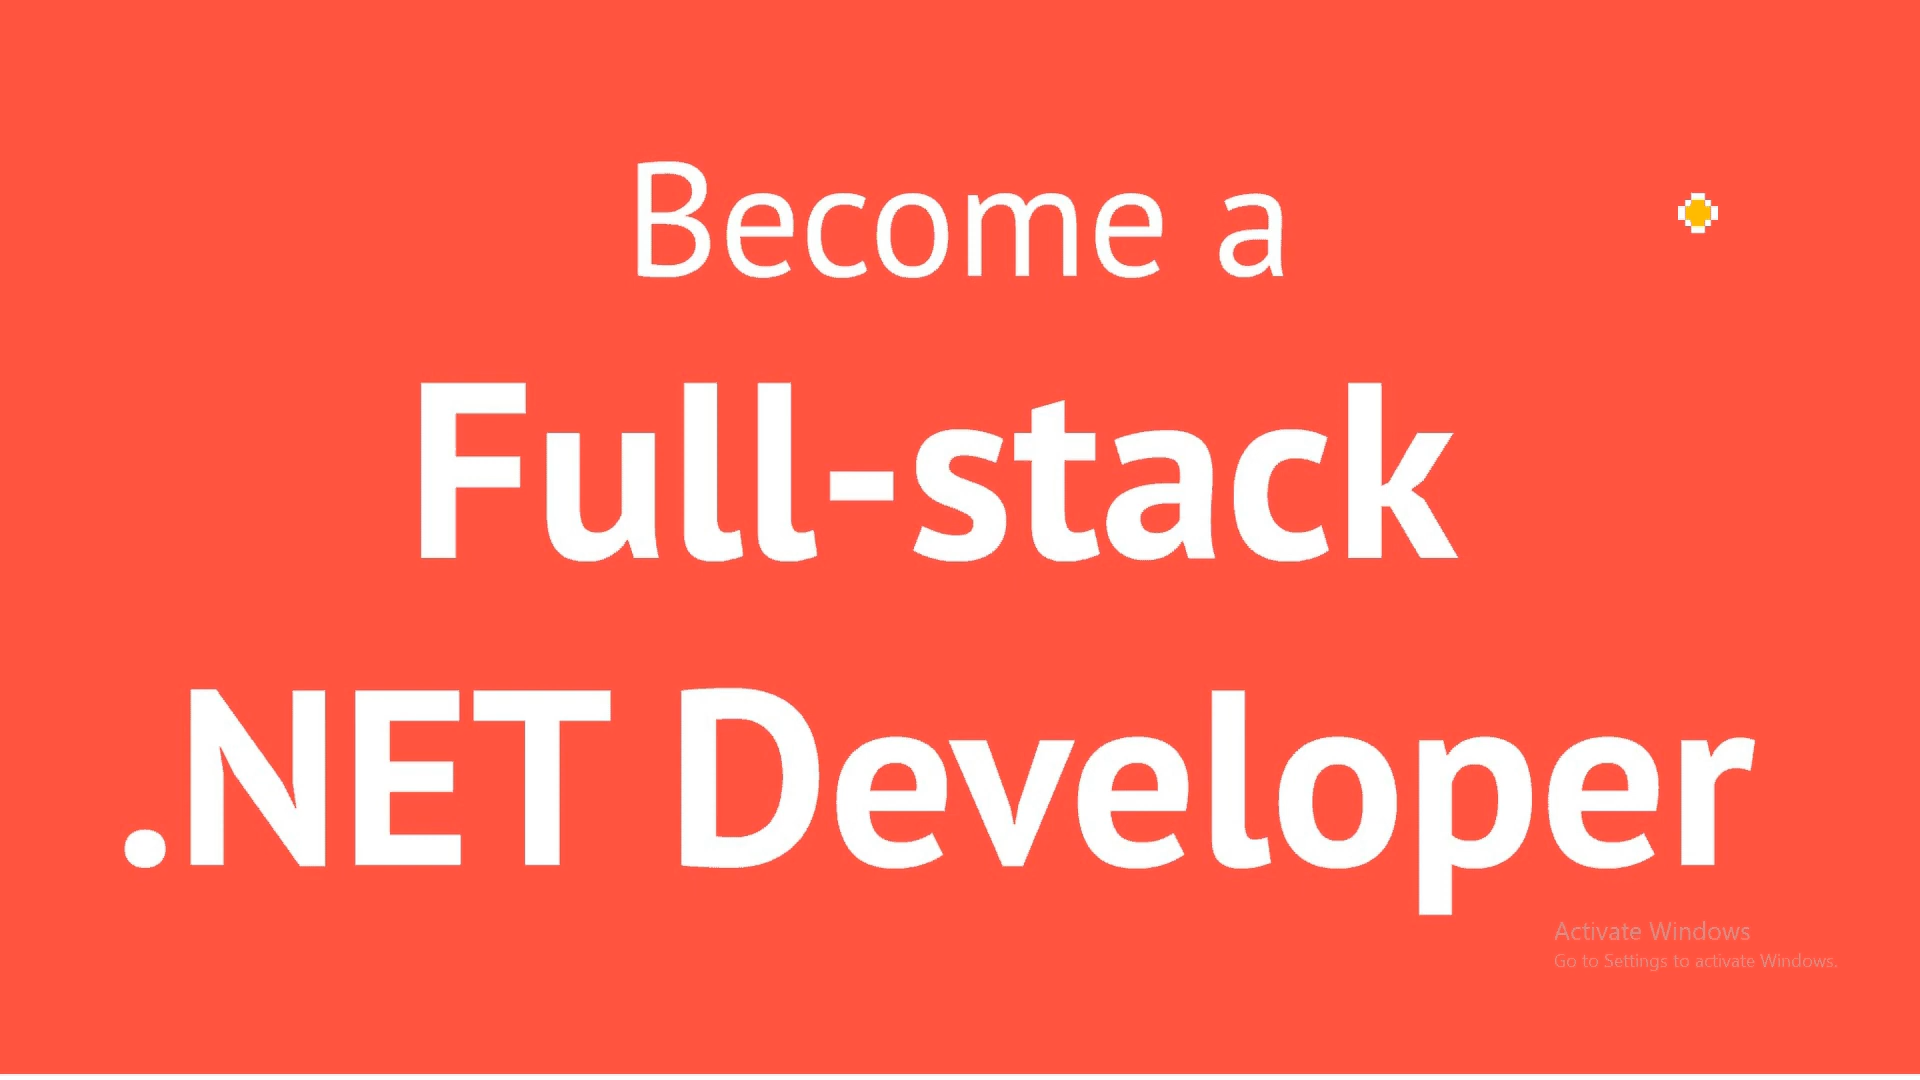 Become a
Full-stack
.NET Developer
Activate Windows
Go to Settings to activate Windows.